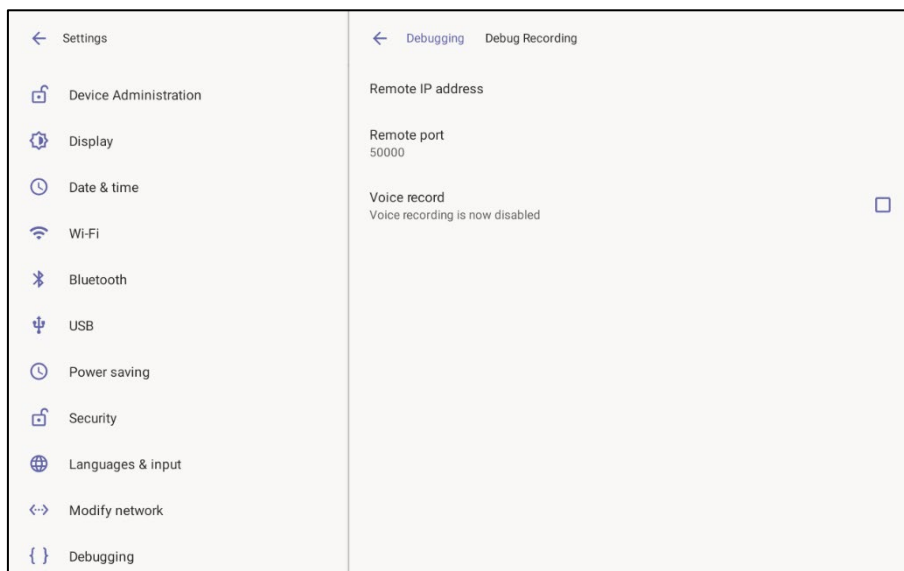 Settings
Device Administration
Display
Date & time
Wi-Fi
Bluetooth
USB
Power saving
Security
Languages & input
Modify network
Debugging
Debugging Debug Recording
Remote IP address
Remote port
50000
Voice record
Voice recording is now disabled